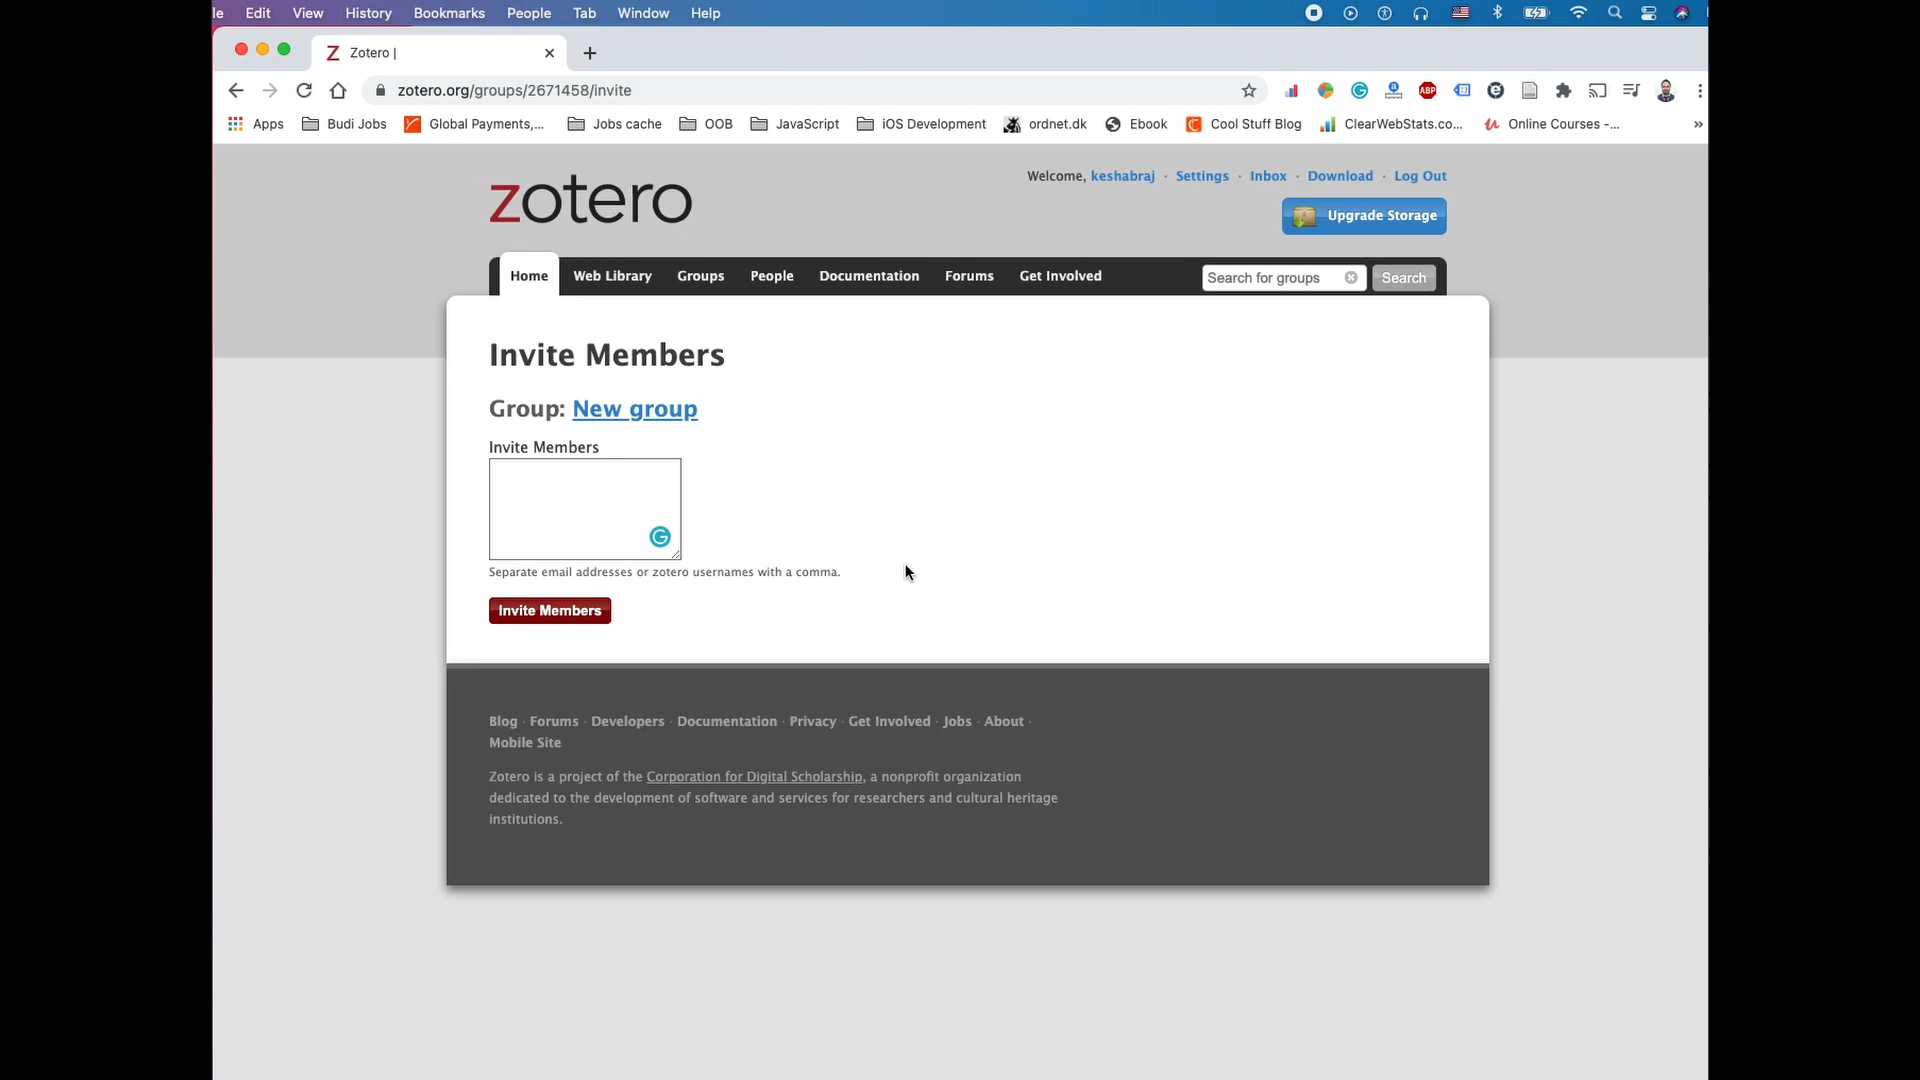 Edit View History Bookmarks People Tab Window Help
Zotero |
zotero.org/groups/2671458/invite
ABP
Apps Budi Jobs Global Payments,... Jobs cache OOB JavaScript iOS Development ordnet.dk Ebook Cool Stuff Blog ClearWebStats.co... Online Courses -... »
zotero
Welcome, keshabraj · Settings · Inbox · Download · Log Out
Upgrade Storage
Home Web Library Groups People Documentation Forums Get Involved Search for groups Search
Invite Members
Group: New group
Invite Members
Separate email addresses or zotero usernames with a comma.
Invite Members
Blog · Forums · Developers · Documentation · Privacy · Get Involved · Jobs · About ·
Mobile Site
Zotero is a project of the Corporation for Digital Scholarship, a nonprofit organization
dedicated to the development of software and services for researchers and cultural heritage
institutions.